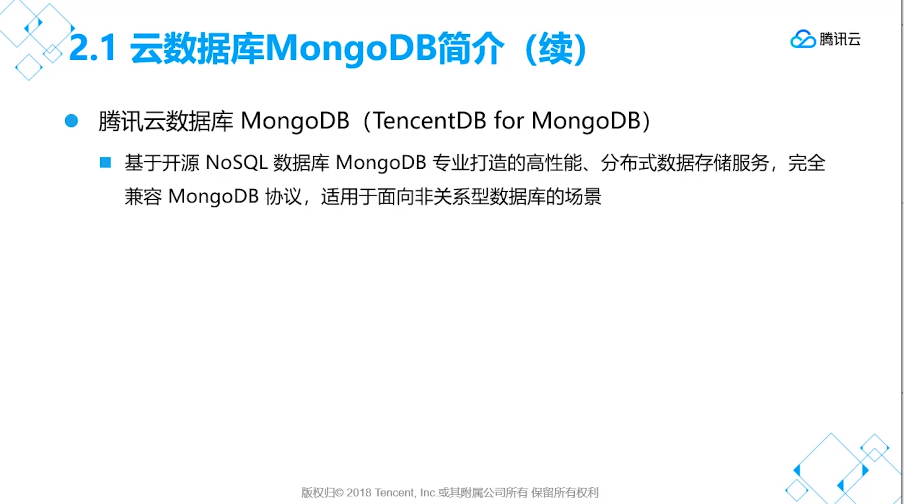 2.1 云数据库MongoDB简介（续）
腾讯云
腾讯云数据库 MongoDB（TencentDB for MongoDB）
基于开源 NoSQL 数据库 MongoDB 专业打造的高性能、分布式数据存储服务，完全
兼容 MongoDB 协议，适用于面向非关系型数据库的场景
版权归© 2018 Tencent, Inc.或其附属公司所有 保留所有权利